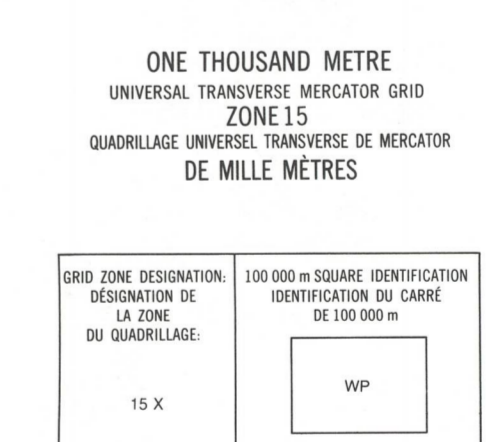 ONE THOUSAND METRE
UNIVERSAL TRANSVERSE MERCATOR GRID
ZONE 15
QUADRILLAGE UNIVERSEL TRANSVERSE DE MERCATOR
DE MILLE MÈTRES
GRID ZONE DESIGNATION:
DÉSIGNATION DE
LA ZONE
DU QUADRILLAGE:
15 X
100 000 m SQUARE IDENTIFICATION
IDENTIFICATION DU CARRÉ
DE 100 000 m
WP